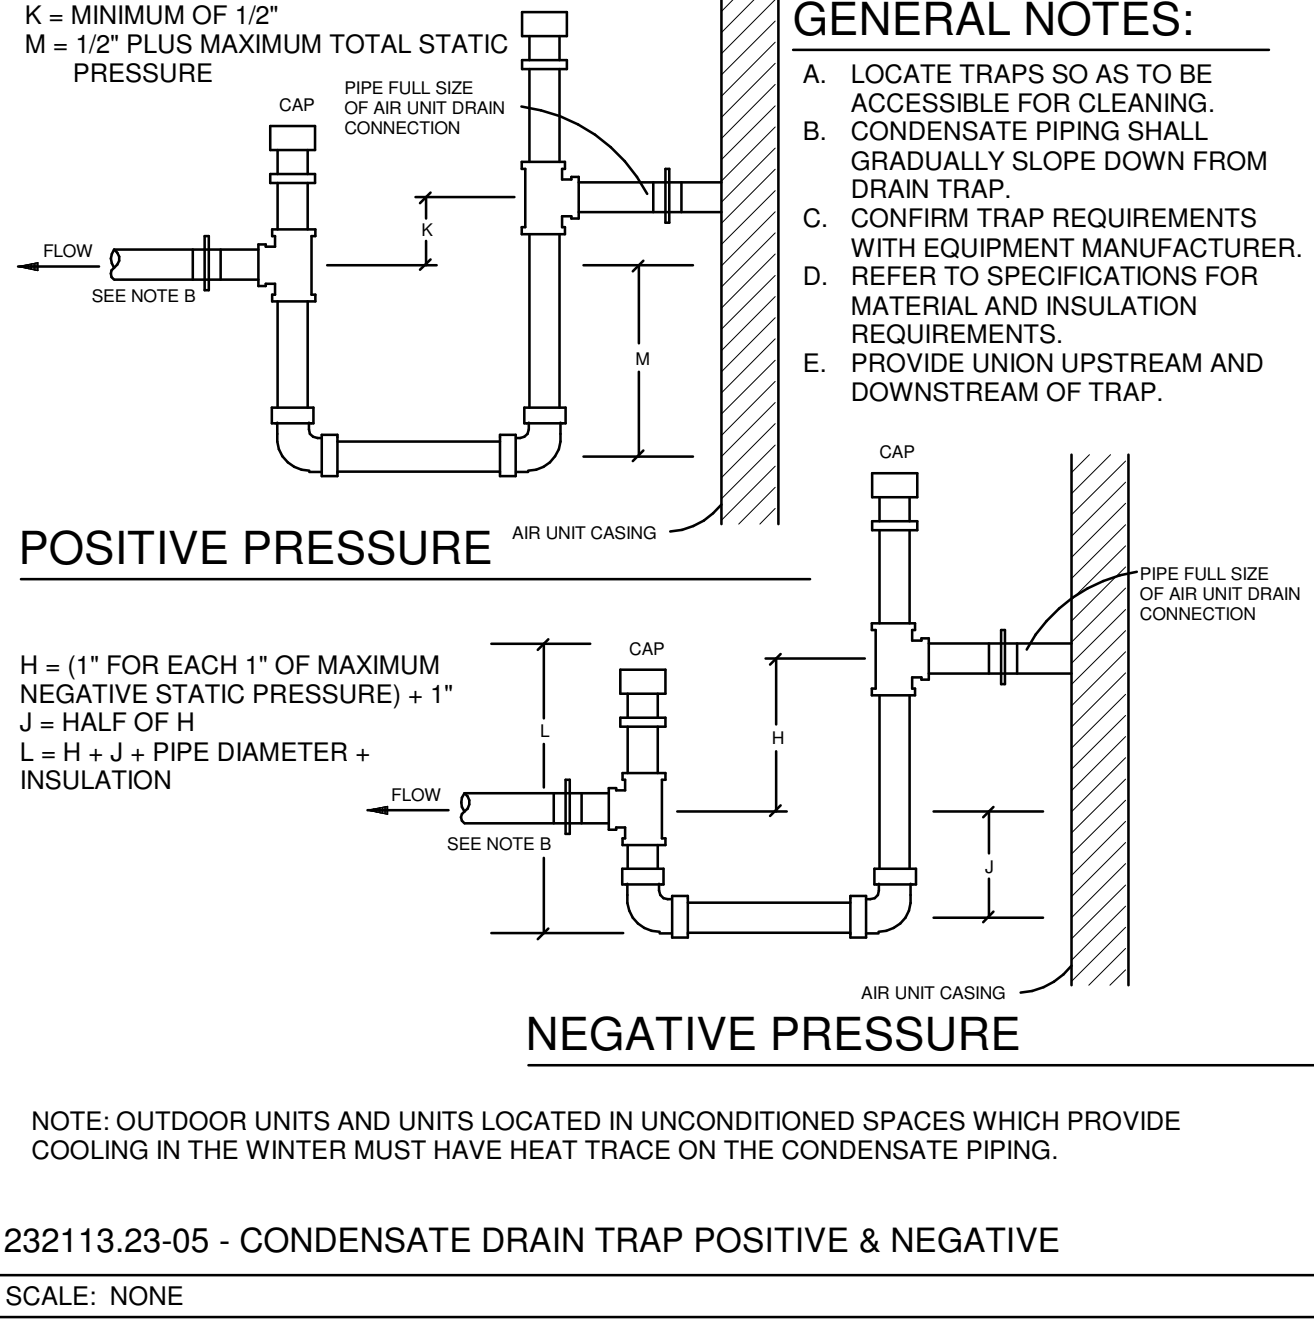 K = MINIMUM OF 1/2"
M = 1/2" PLUS MAXIMUM TOTAL STATIC
PRESSURE
CAP
PIPE FULL SIZE
OF AIR UNIT DRAIN
CONNECTION
K
FLOW
SEE NOTE B
M
AIR UNIT CASING
POSITIVE PRESSURE
GENERAL NOTES:
A. LOCATE TRAPS SO AS TO BE
ACCESSIBLE FOR CLEANING.
B. CONDENSATE PIPING SHALL
GRADUALLY SLOPE DOWN FROM
DRAIN TRAP.
C. CONFIRM TRAP REQUIREMENTS
WITH EQUIPMENT MANUFACTURER.
D. REFER TO SPECIFICATIONS FOR
MATERIAL AND INSULATION
REQUIREMENTS.
E. PROVIDE UNION UPSTREAM AND
DOWNSTREAM OF TRAP.
H = (1" FOR EACH 1" OF MAXIMUM
NEGATIVE STATIC PRESSURE) + 1"
J = HALF OF H
L = H + J + PIPE DIAMETER +
INSULATION
CAP
PIPE FULL SIZE
OF AIR UNIT DRAIN
CONNECTION
CAP
L
H
FLOW
SEE NOTE B
J
AIR UNIT CASING
NEGATIVE PRESSURE
NOTE: OUTDOOR UNITS AND UNITS LOCATED IN UNCONDITIONED SPACES WHICH PROVIDE
COOLING IN THE WINTER MUST HAVE HEAT TRACE ON THE CONDENSATE PIPING.
232113.23-05 - CONDENSATE DRAIN TRAP POSITIVE & NEGATIVE
SCALE: NONE